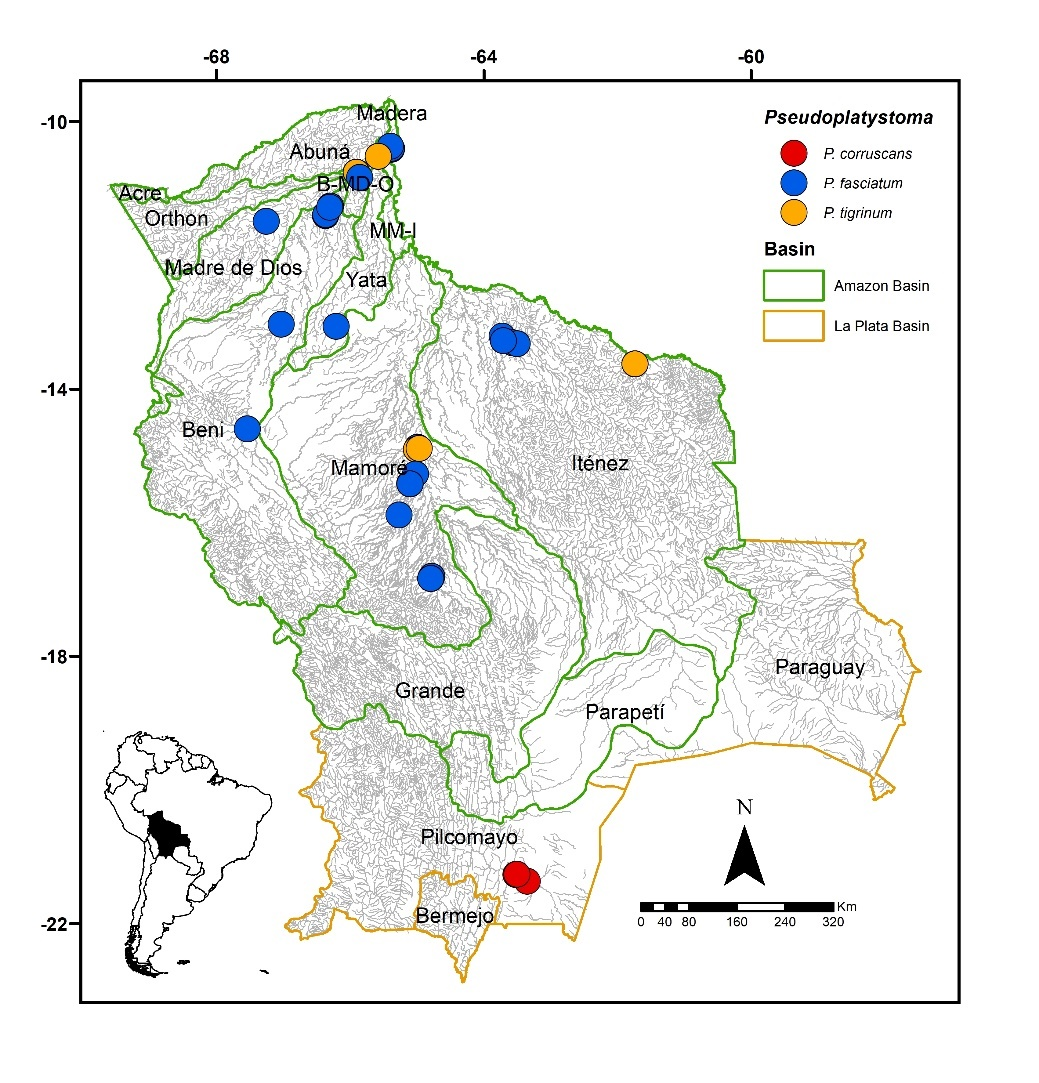 -68 -64 -60
-10
-14
-18
-22
Pseudoplatystoma
P. corruscans
P. fasciatum
P. tigrinum
Basin
Amazon Basin
La Plata Basin
Madera
Abuná
B-MD-O
Acre
Orthon
MM-I
Madre de Dios
Yata
Beni
Mamoré
Iténez
Grande
Paraguay
Parapetí
Pilcomayo
Bermejo
N
Km
0 40 80 160 240 320